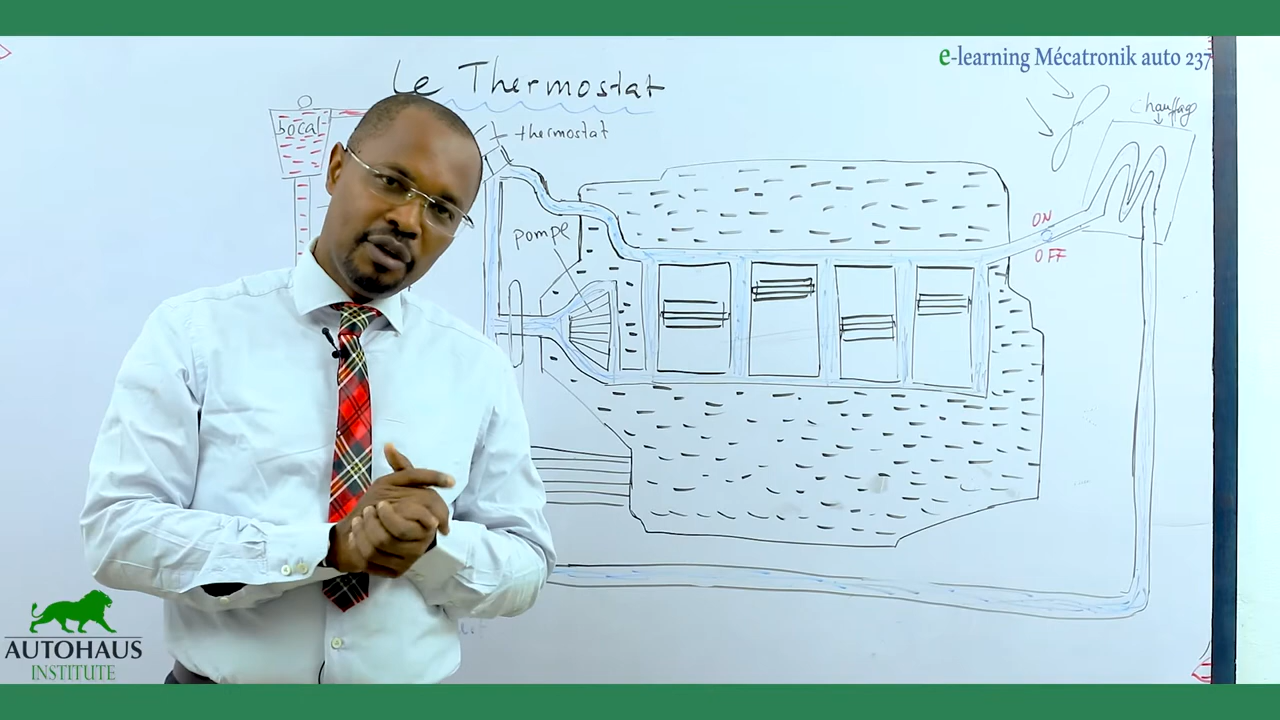 e-learning Mécatronik auto 237
Le Thermostat
chauffage
bocal
thermostat
pompe
ON
OFF
AUTOHAUS
INSTITUTE